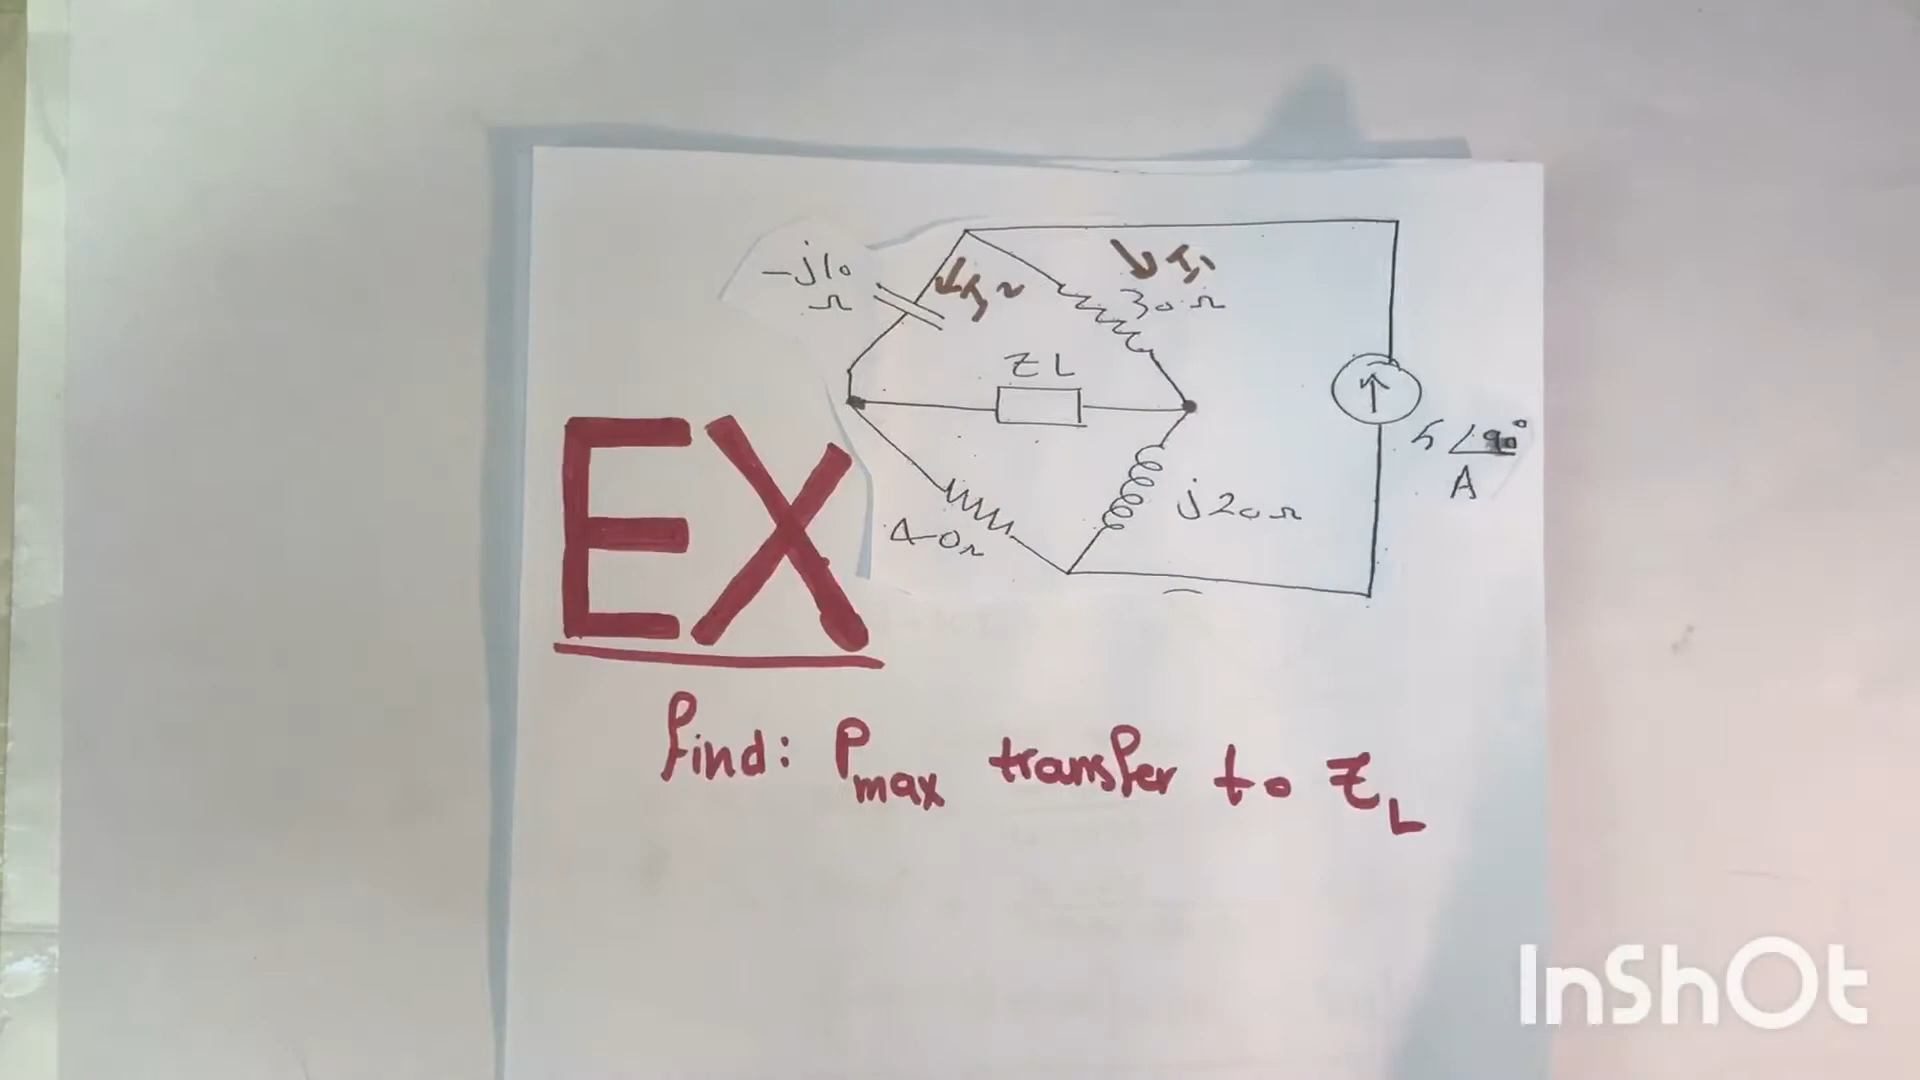 -j10
Ω
I2
I1
30Ω
ZL
5∠90°
A
40Ω
j20Ω
EX
find: Pmax transfer to ZL
InShOt